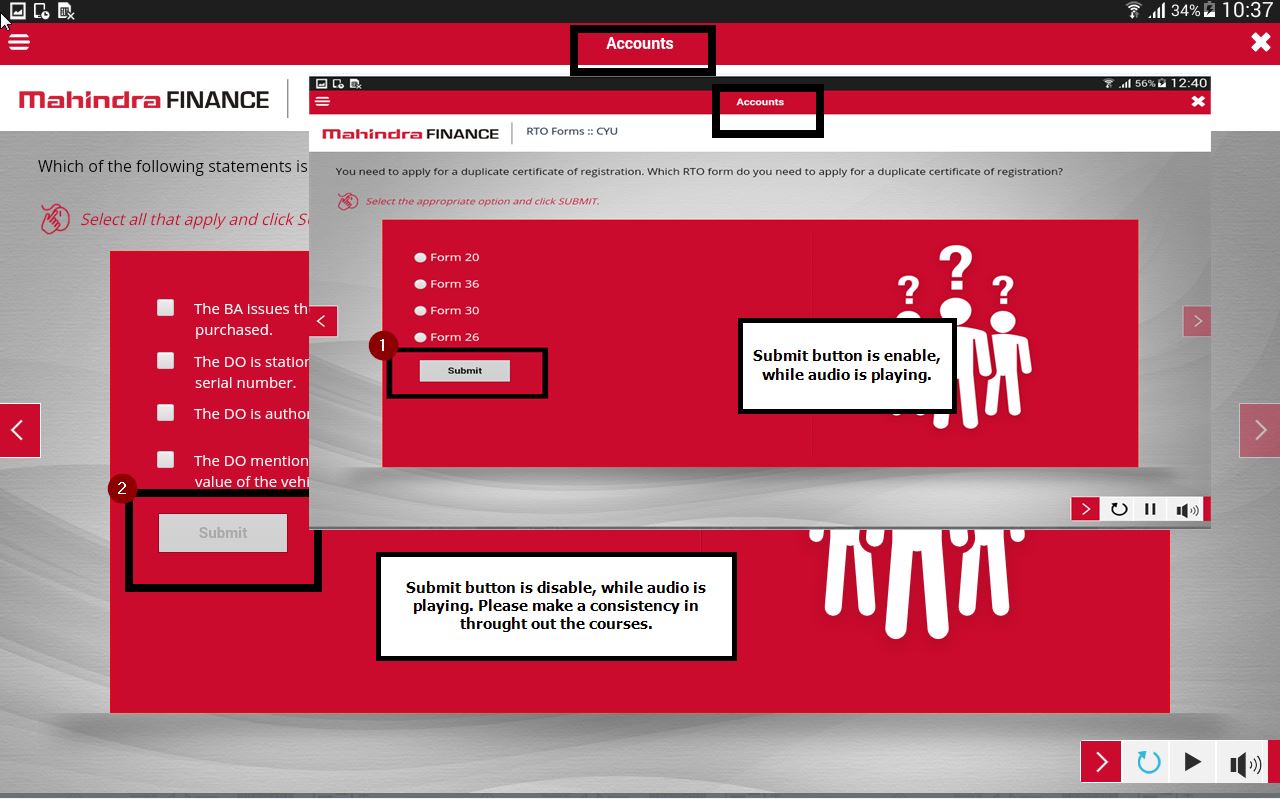 34% 10:37
Accounts
Mahindra FINANCE
Which of the following statements is
Select all that apply and click SU
The BA issues th
purchased.
The DO is station
serial number.
The DO is author
The DO mention
value of the vehi
2
Submit
56% 12:40
Accounts
Mahindra FINANCE
RTO Forms :: CYU
You need to apply for a duplicate certificate of registration. Which RTO form do you need to apply for a duplicate certificate of registration?
Select the appropriate option and click SUBMIT.
Form 20
Form 36
Form 30
Form 26
1
Submit
? ? ?
Submit button is enable,
while audio is playing.
Submit button is disable, while audio is
playing. Please make a consistency in
throught out the courses.